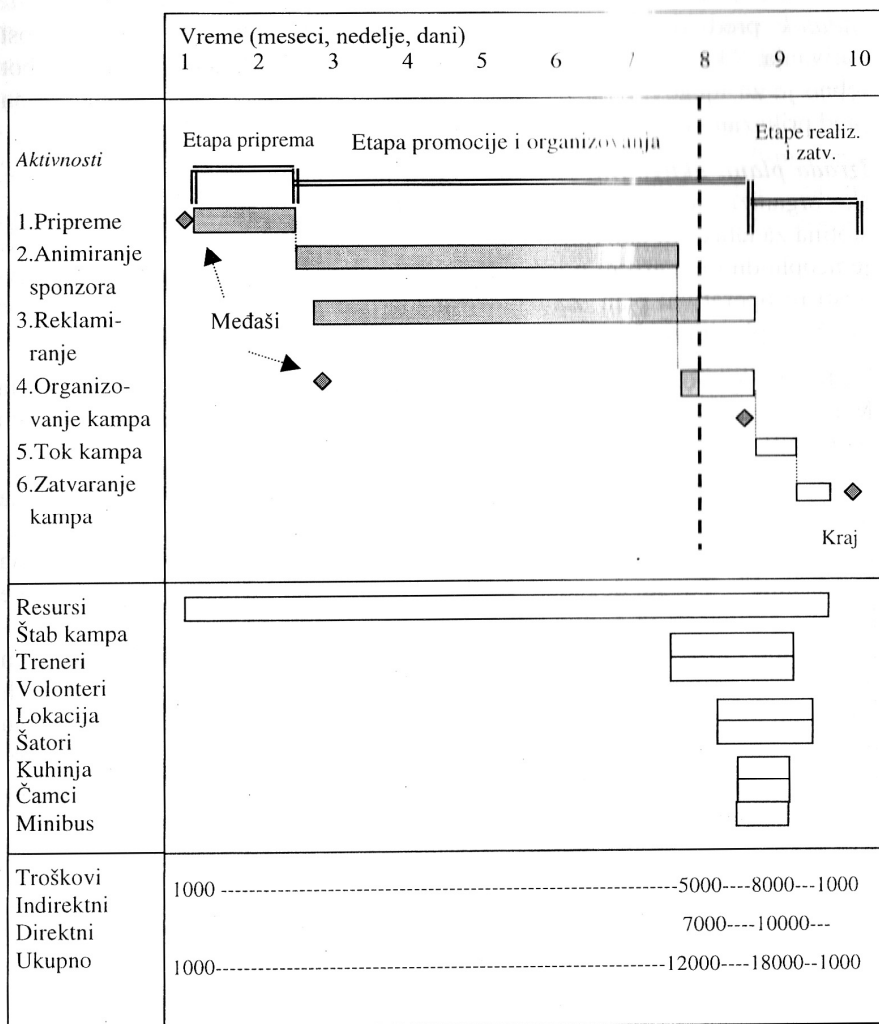 Vreme (meseci, nedelje, dani)
1 2 3 4 5 6 7 8 9 10
Aktivnosti
Etapa priprema
Etapa promocije i organizovanja
Etape realiz.
i zatv.
1.Pripreme
2.Animiranje
sponzora
3.Reklami-
ranje
4.Organizo-
vanje kampa
5.Tok kampa
6.Zatvaranje
kampa
Međaši
Kraj
Resursi
Štab kampa
Treneri
Volonteri
Lokacija
Šatori
Kuhinja
Čamci
Minibus
Troškovi
1000 ------------------------------------------------------------5000----8000---1000
Indirektni
Direktni
7000----10000---
Ukupno
1000------------------------------------------------------------12000----18000--1000